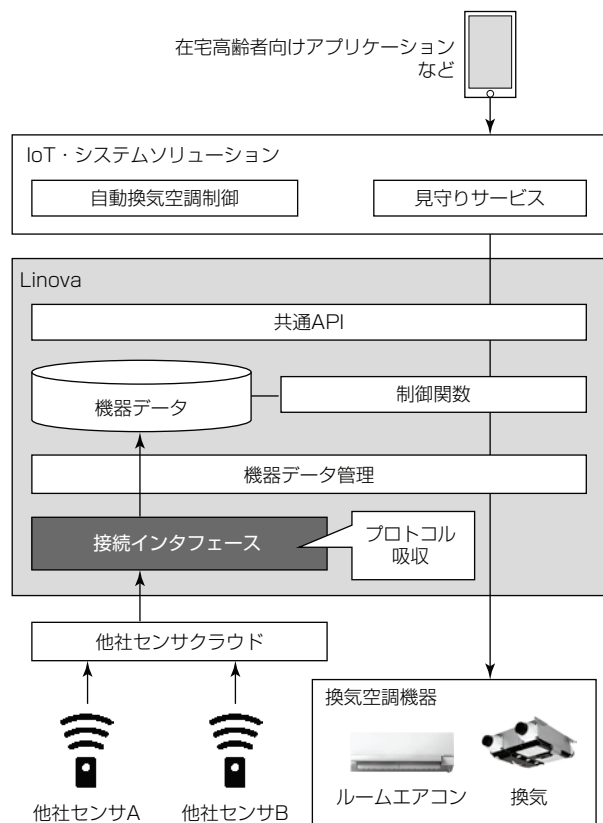 在宅高齢者向けアプリケーション
など
IoT・システムソリューション
自動換気空調制御
見守りサービス
Linova
共通API
機器データ
制御関数
機器データ管理
接続インタフェース
プロトコル
吸収
他社センサクラウド
換気空調機器
ルームエアコン
換気
他社センサA
他社センサB